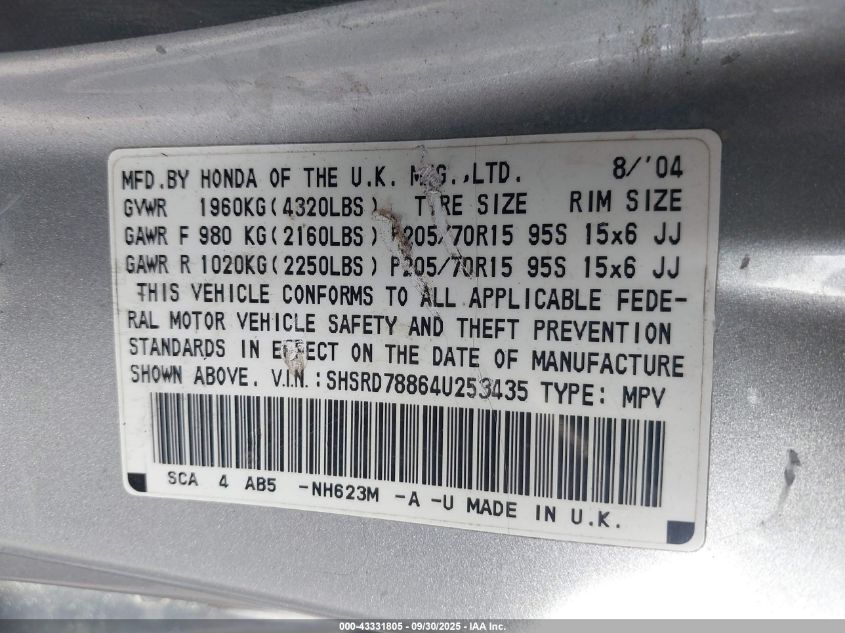 MFD.BY HONDA OF THE U.K. MFG.,LTD. 8/'04
GVWR 1960KG(4320LBS) TIRE SIZE RIM SIZE
GAWR F 980 KG(2160LBS) P205/70R15 95S 15x6 JJ
GAWR R 1020KG(2250LBS) P205/70R15 95S 15x6 JJ
THIS VEHICLE CONFORMS TO ALL APPLICABLE FEDE-
RAL MOTOR VEHICLE SAFETY AND THEFT PREVENTION
STANDARDS IN EFFECT ON THE DATE OF MANUFACTURE
SHOWN ABOVE. V.I.N.:SHSRD78864U253435 TYPE: MPV
SCA 4 AB5 -NH623M -A -U MADE IN U.K.
000-43331805 - 09/30/2025 - IAA Inc.